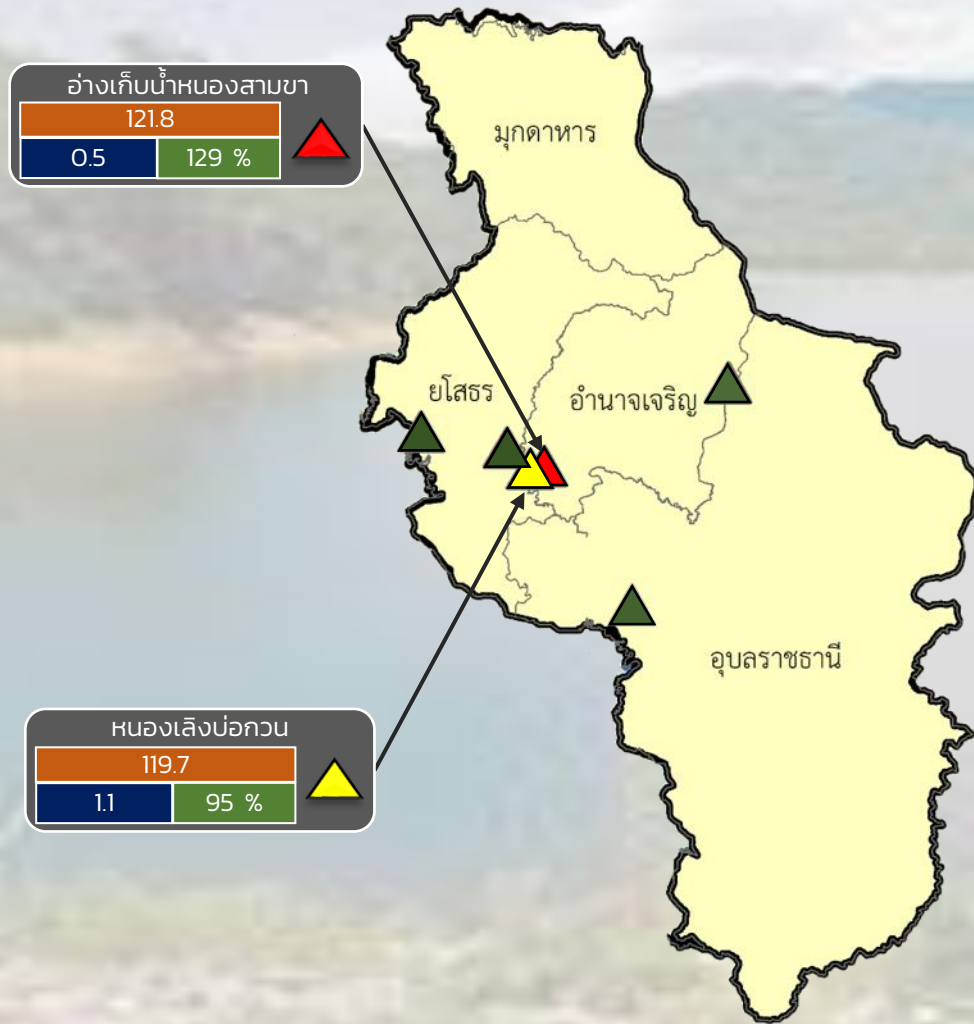 อ่างเก็บน้ำหนองสามขา
121.8
0.5 129 %
มุกดาหาร
ยโสธร
อำนาจเจริญ
อุบลราชธานี
หนองเลิงบ่อกวน
119.7
1.1 95 %